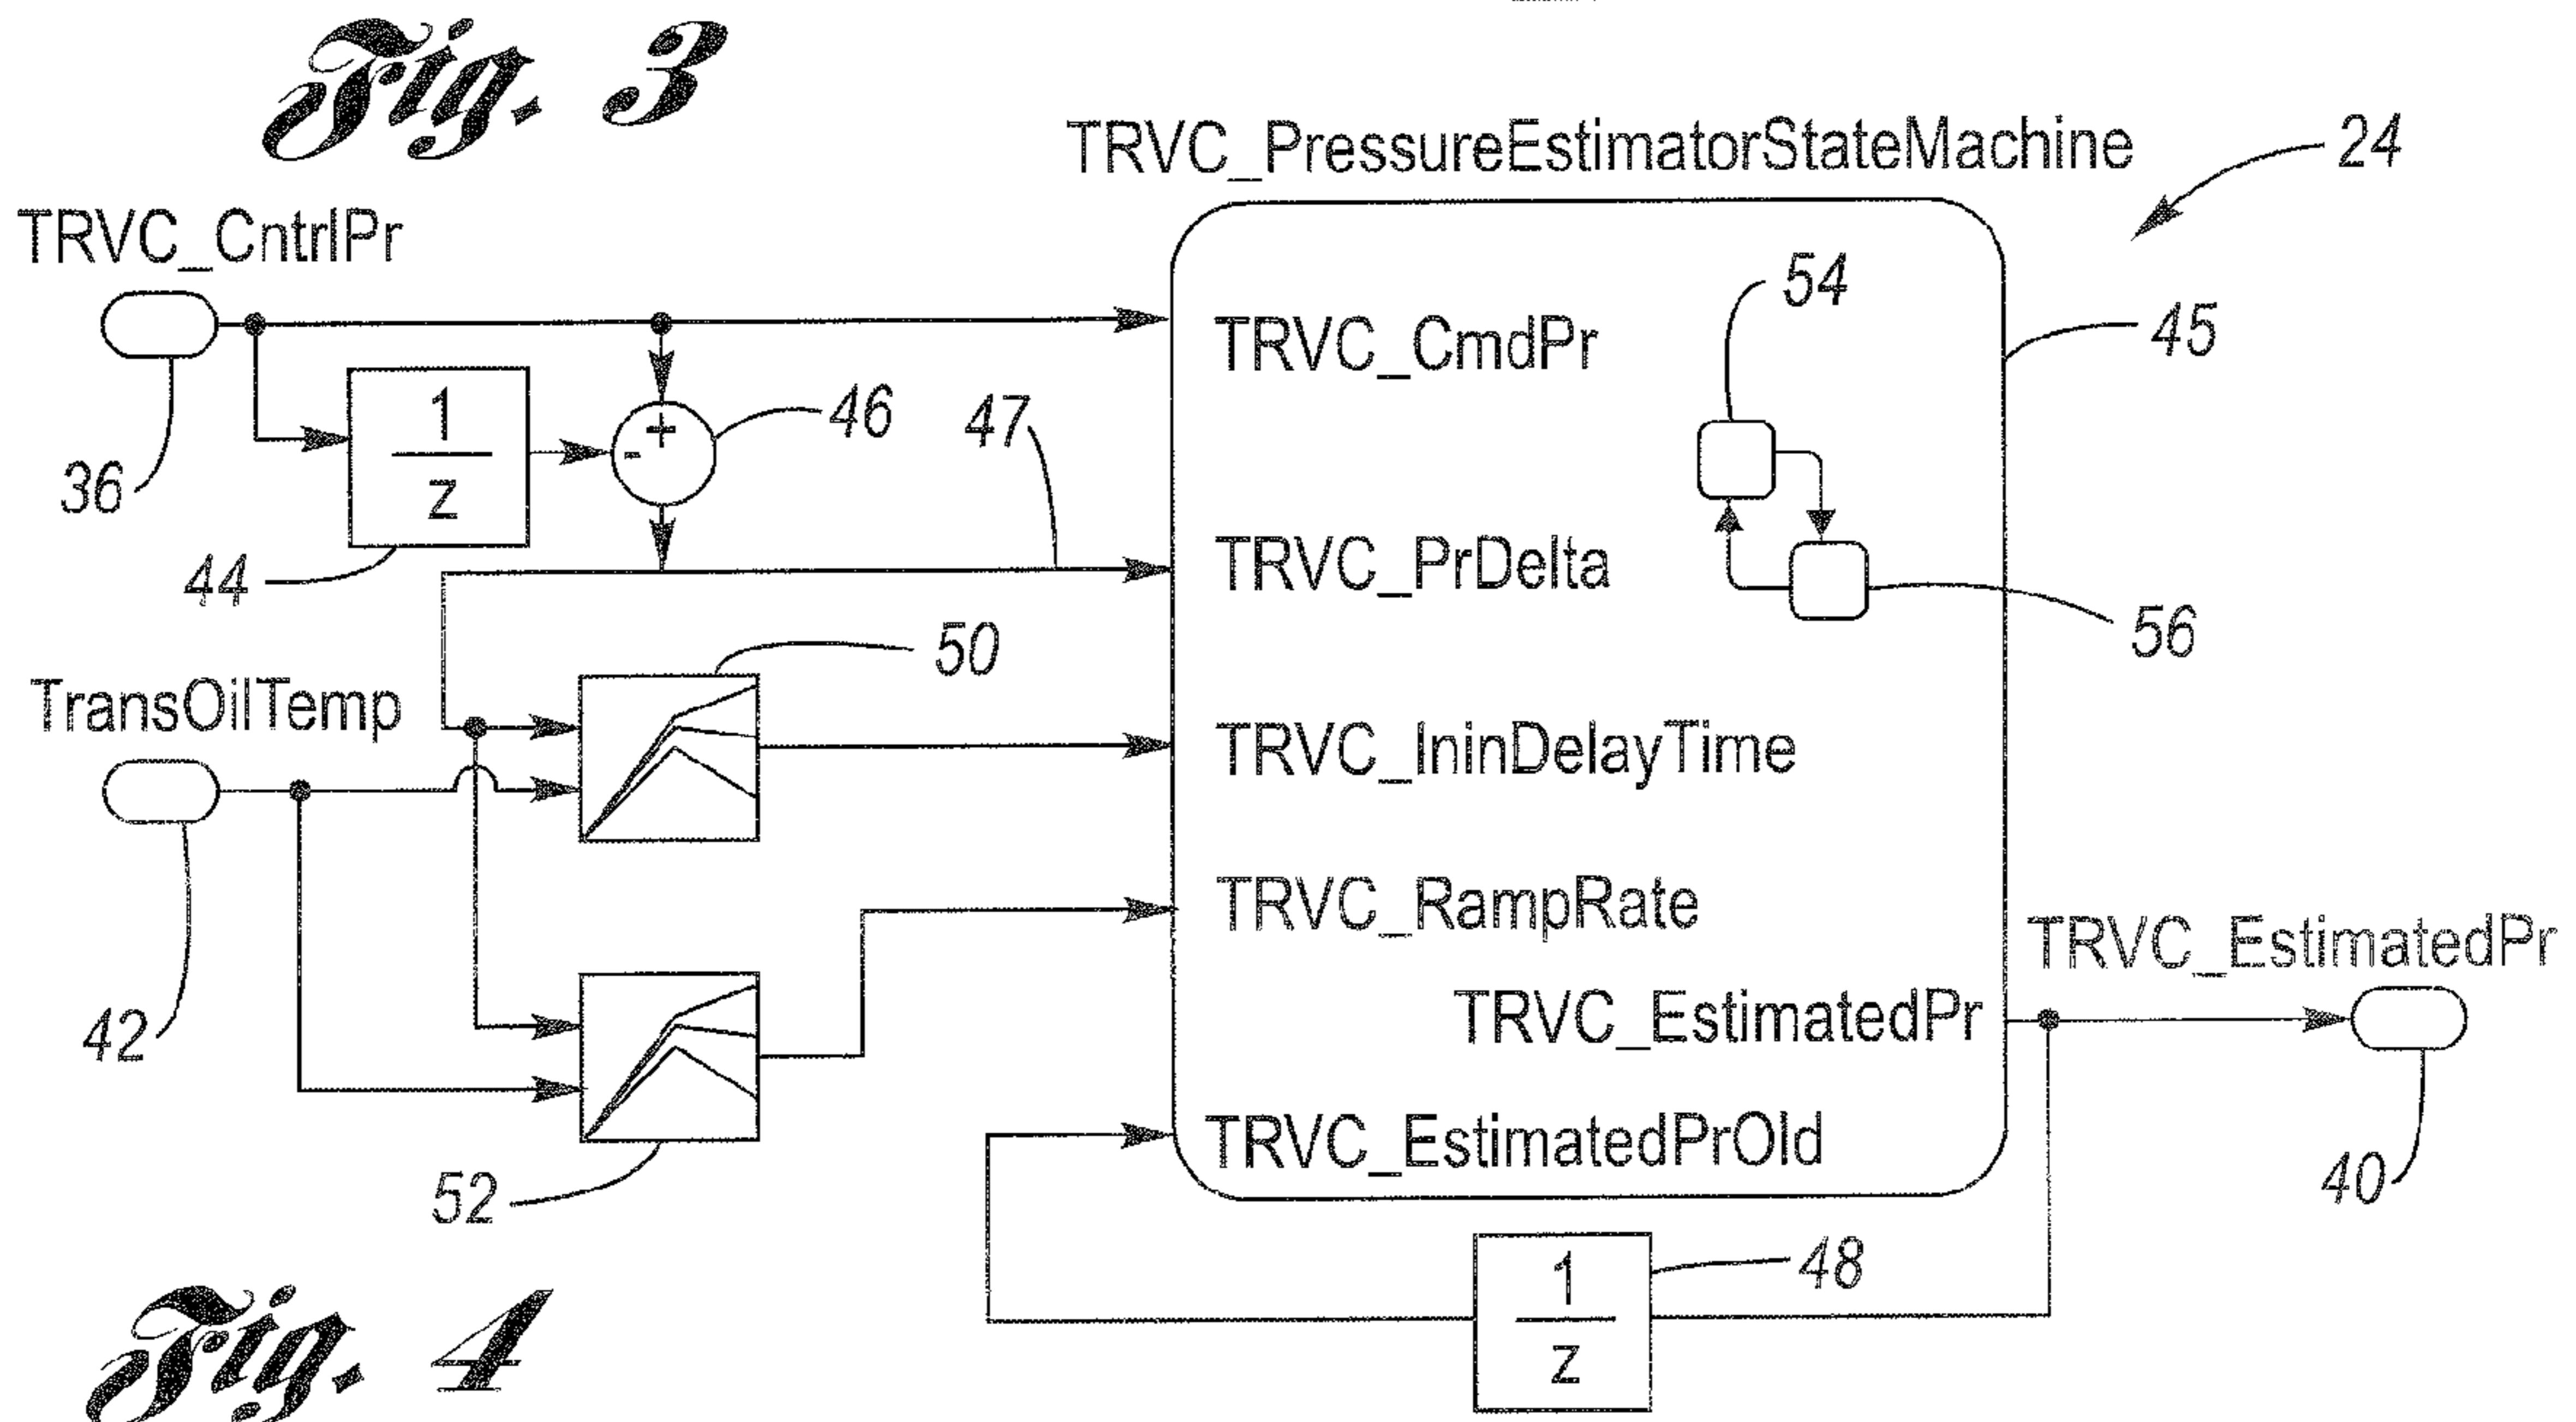 Fig. 3
TRVC_PressureEstimatorStateMachine
24
TRVC_CntrlPr
54
TRVC_CmdPr
45
1
z
+
-
46
47
36
44
TRVC_PrDelta
56
50
TransOilTemp
TRVC_IninDelayTime
TRVC_RampRate
TRVC_EstimatedPr
42
TRVC_EstimatedPr
TRVC_EstimatedPrOld
52
40
1
z
48
Fig. 4